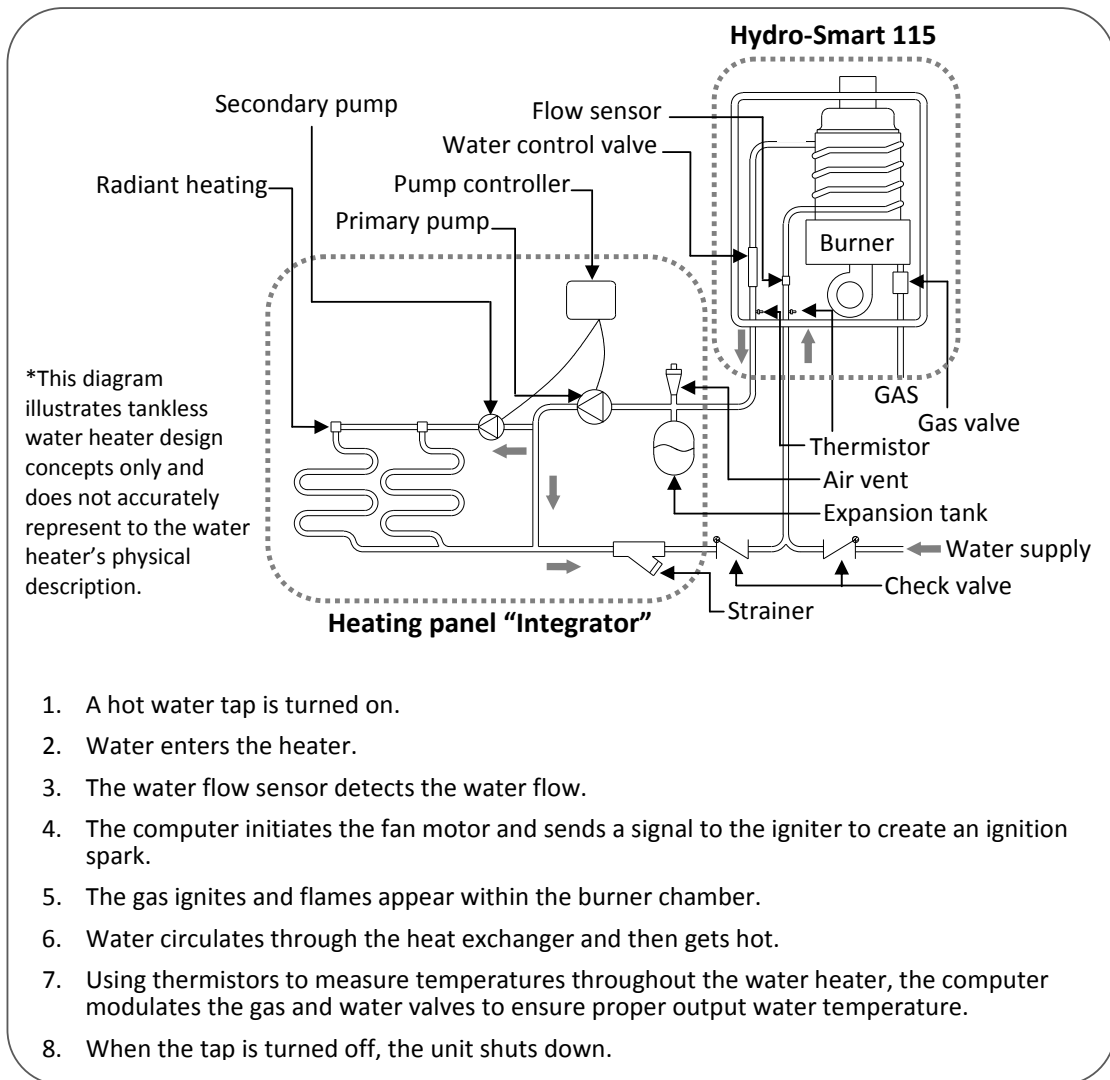 Hydro-Smart 115
Secondary pump
Flow sensor
Water control valve
Radiant heating
Pump controller
Primary pump
Burner
*This diagram
illustrates tankless
water heater design
concepts only and
does not accurately
represent to the water
heater's physical
description.
GAS
Gas valve
Thermistor
Air vent
Expansion tank
Water supply
Check valve
Strainer
Heating panel “Integrator”
1. A hot water tap is turned on.
2. Water enters the heater.
3. The water flow sensor detects the water flow.
4. The computer initiates the fan motor and sends a signal to the igniter to create an ignition
spark.
5. The gas ignites and flames appear within the burner chamber.
6. Water circulates through the heat exchanger and then gets hot.
7. Using thermistors to measure temperatures throughout the water heater, the computer
modulates the gas and water valves to ensure proper output water temperature.
8. When the tap is turned off, the unit shuts down.